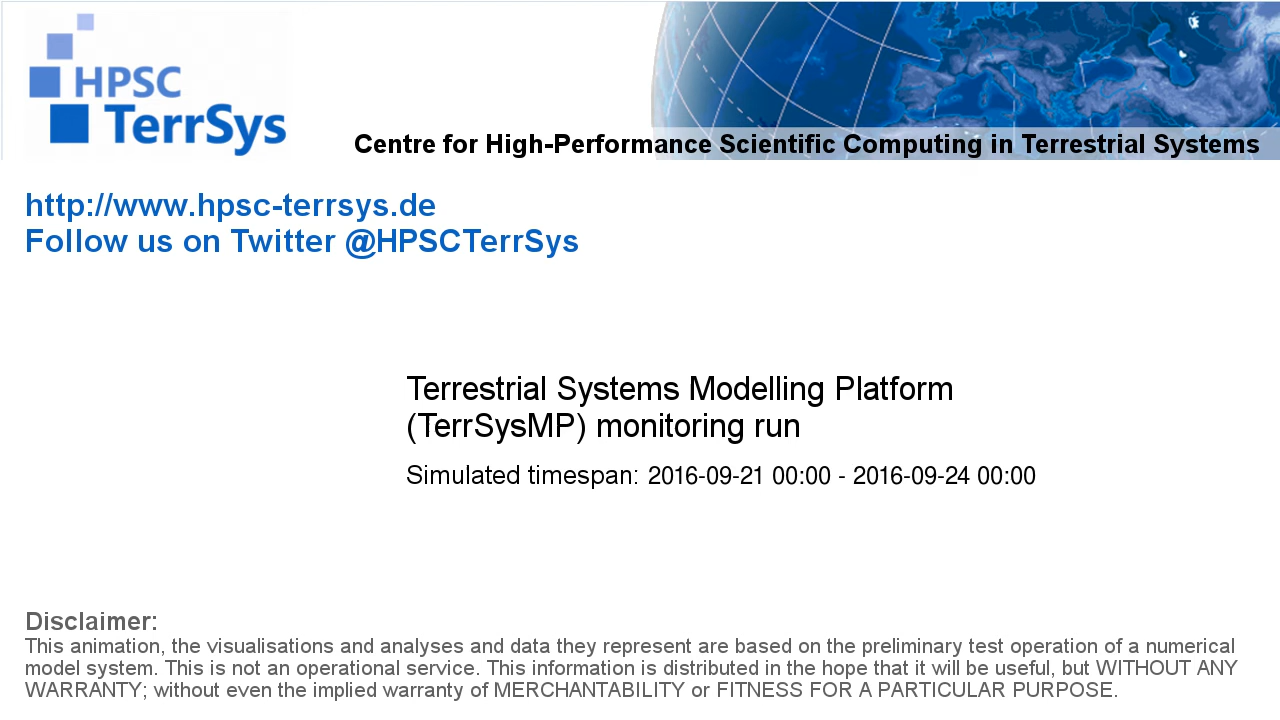 HPSC
TerrSys
Centre for High-Performance Scientific Computing in Terrestrial Systems
http://www.hpsc-terrsys.de
Follow us on Twitter @HPSCTerrSys
Terrestrial Systems Modelling Platform
(TerrSysMP) monitoring run
Simulated timespan: 2016-09-21 00:00 - 2016-09-24 00:00
Disclaimer:
This animation, the visualisations and analyses and data they represent are based on the preliminary test operation of a numerical
model system. This is not an operational service. This information is distributed in the hope that it will be useful, but WITHOUT ANY
WARRANTY; without even the implied warranty of MERCHANTABILITY or FITNESS FOR A PARTICULAR PURPOSE.